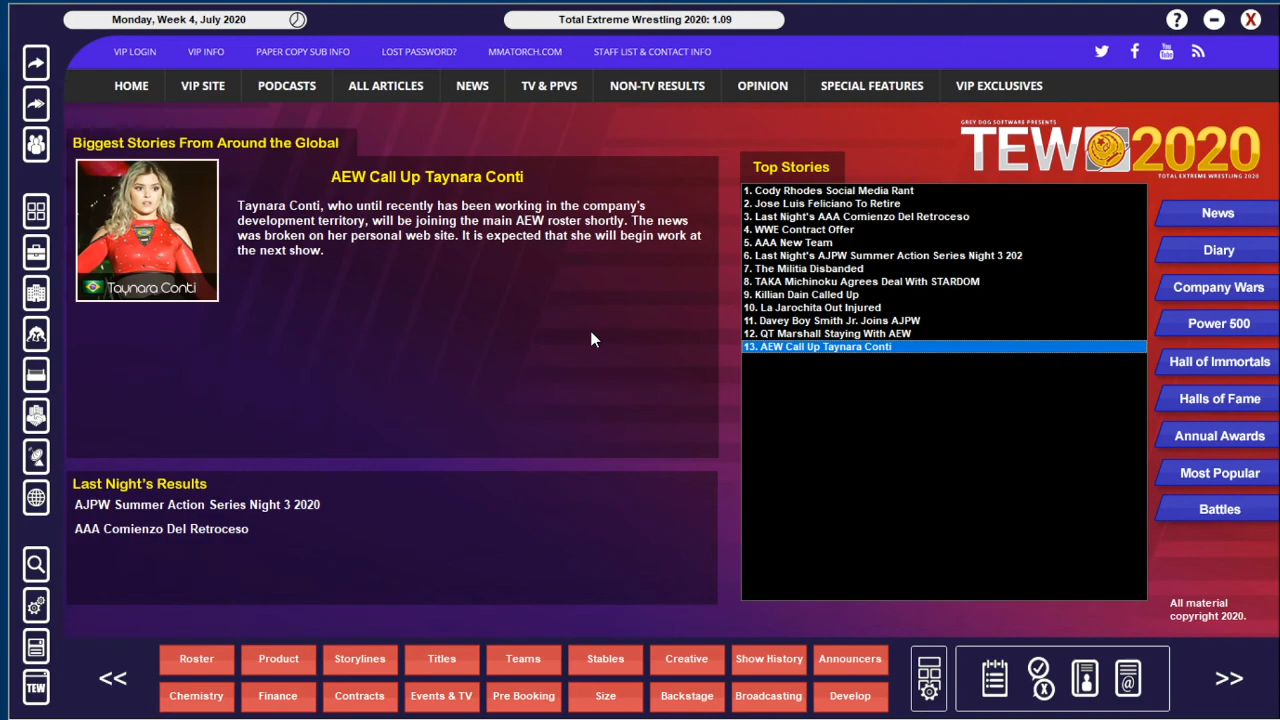 Monday, Week 4, July 2020
Total Extreme Wrestling 2020: 1.09
? X
VIP LOGIN VIP INFO PAPER COPY SUB INFO LOST PASSWORD? MMATORCH.COM STAFF LIST & CONTACT INFO
You Tube
HOME VIP SITE PODCASTS ALL ARTICLES NEWS TV & PPVS NON-TV RESULTS OPINION SPECIAL FEATURES VIP EXCLUSIVES
GREY DOG SOFTWARE PRESENTS
TEW 2020
TOTAL EXTREME WRESTLING 2020
Biggest Stories From Around the Global
AEW Call Up Taynara Conti
Taynara Conti, who until recently has been working in the company's
development territory, will be joining the main AEW roster shortly. The news
was broken on her personal web site. It is expected that she will begin work at
the next show.
Taynara Conti
Last Night's Results
AJPW Summer Action Series Night 3 2020
AAA Comienzo Del Retroceso
Top Stories
1. Cody Rhodes Social Media Rant
2. Jose Luis Feliciano To Retire
3. Last Night's AAA Comienzo Del Retroceso
4. WWE Contract Offer
5. AAA New Team
6. Last Night's AJPW Summer Action Series Night 3 202
7. The Militia Disbanded
8. TAKA Michinoku Agrees Deal With STARDOM
9. Killian Dain Called Up
10. La Jarochita Out Injured
11. Davey Boy Smith Jr. Joins AJPW
12. QT Marshall Staying With AEW
13. AEW Call Up Taynara Conti
News
Diary
Company Wars
Power 500
Hall of Immortals
Halls of Fame
Annual Awards
Most Popular
Battles
All material
copyright 2020.
TEW
<<
Roster Product Storylines Titles Teams Stables Creative Show History Announcers
Chemistry Finance Contracts Events & TV Pre Booking Size Backstage Broadcasting Develop
@
>>